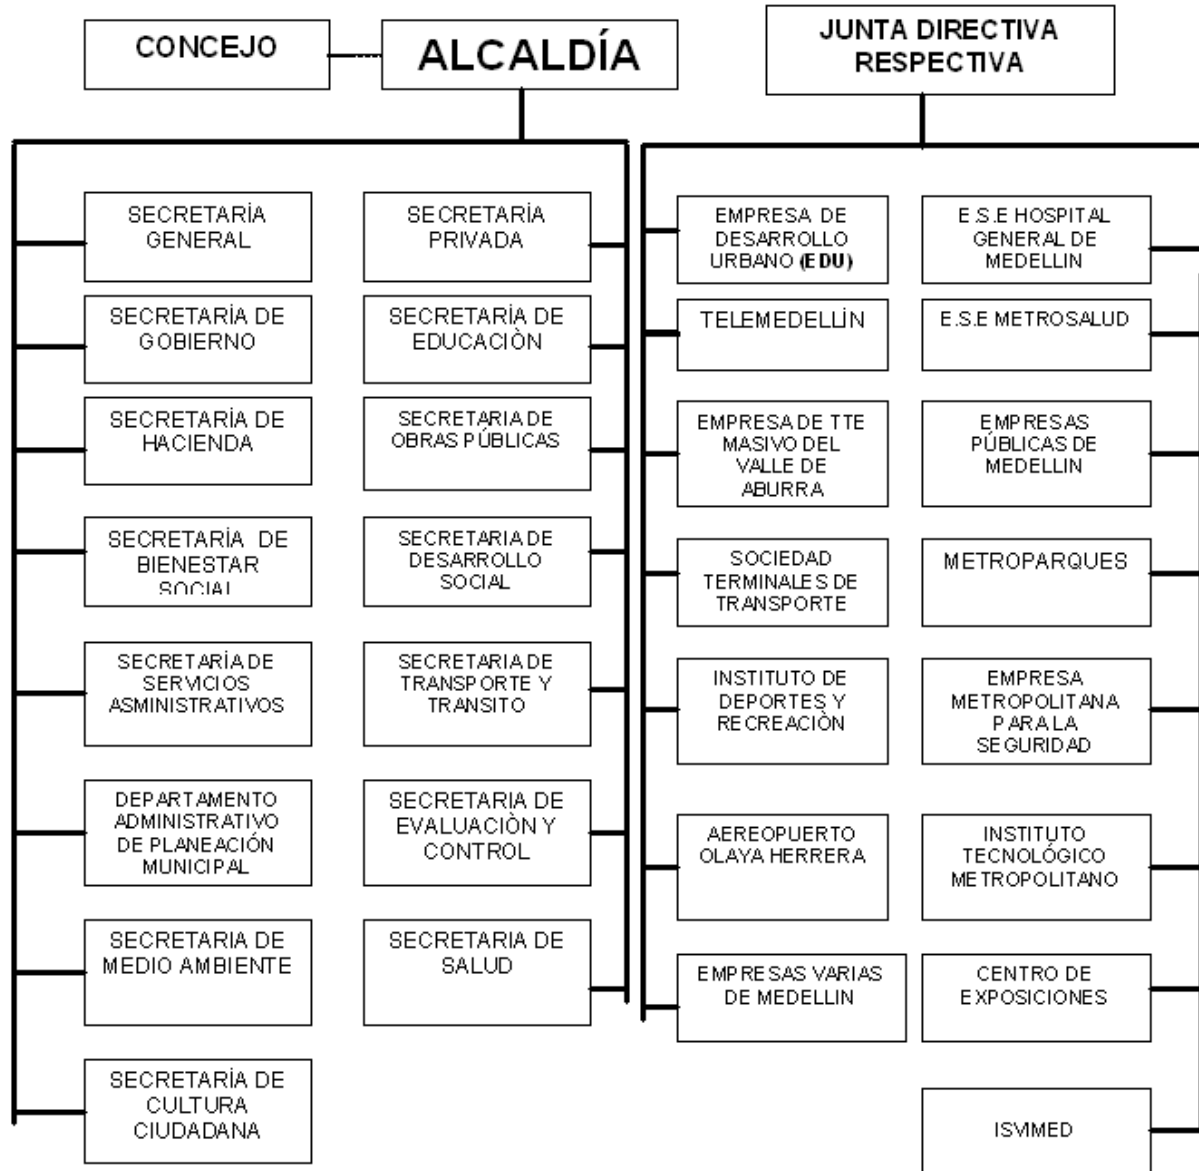 CONCEJO
ALCALDÍA
JUNTA DIRECTIVA
RESPECTIVA
SECRETARÍA
GENERAL
SECRETARÍA
PRIVADA
SECRETARÍA DE
GOBIERNO
SECRETARÍA DE
EDUCACIÒN
SECRETARÍA DE
HACIENDA
SECRETARIA DE
OBRAS PÚBLICAS
SECRETARÍA DE
BIENESTAR
SOCIAL
SECRETARIA DE
DESARROLLO
SOCIAL
SECRETARÍA DE
SERVICIOS
ASMINISTRATIVOS
SECRETARIA DE
TRANSPORTE Y
TRANSITO
DEPARTAMENTO
ADMINISTRATIVO
DE PLANEACIÓN
MUNICIPAL
SECRETARIA DE
EVALUACIÒN Y
CONTROL
SECRETARIA DE
MEDIO AMBIENTE
SECRETARIA DE
SALUD
SECRETARÍA DE
CULTURA
CIUDADANA
EMPRESA DE
DESARROLLO
URBANO (EDU)
E.S.E HOSPITAL
GENERAL DE
MEDELLIN
TELEMEDELLÍN
E.S.E METROSALUD
EMPRESA DE TTE
MASIVO DEL
VALLE DE
ABURRA
EMPRESAS
PÚBLICAS DE
MEDELLIN
SOCIEDAD
TERMINALES DE
TRANSPORTE
METROPARQUES
INSTITUTO DE
DEPORTES Y
RECREACIÒN
EMPRESA
METROPOLITANA
PARA LA
SEGURIDAD
AEREOPUERTO
OLAYA HERRERA
INSTITUTO
TECNOLÓGICO
METROPOLITANO
EMPRESAS VARIAS
DE MEDELLIN
CENTRO DE
EXPOSICIONES
ISVIMED